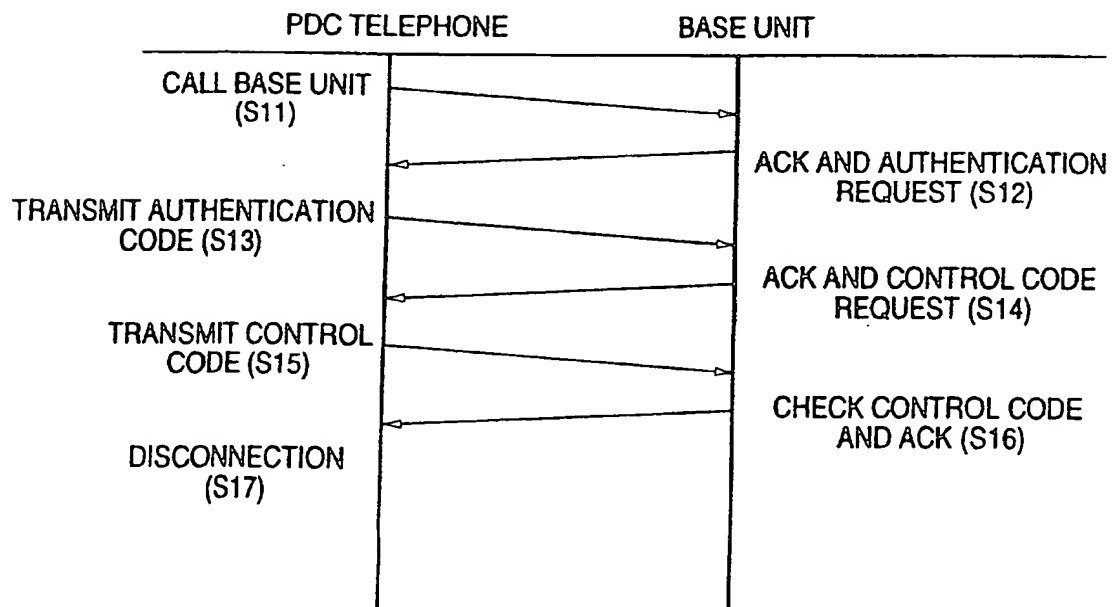 PDC TELEPHONE
BASE UNIT
CALL BASE UNIT
(S11)
ACK AND AUTHENTICATION
REQUEST (S12)
TRANSMIT AUTHENTICATION
CODE (S13)
ACK AND CONTROL CODE
REQUEST (S14)
TRANSMIT CONTROL
CODE (S15)
CHECK CONTROL CODE
AND ACK (S16)
DISCONNECTION
(S17)